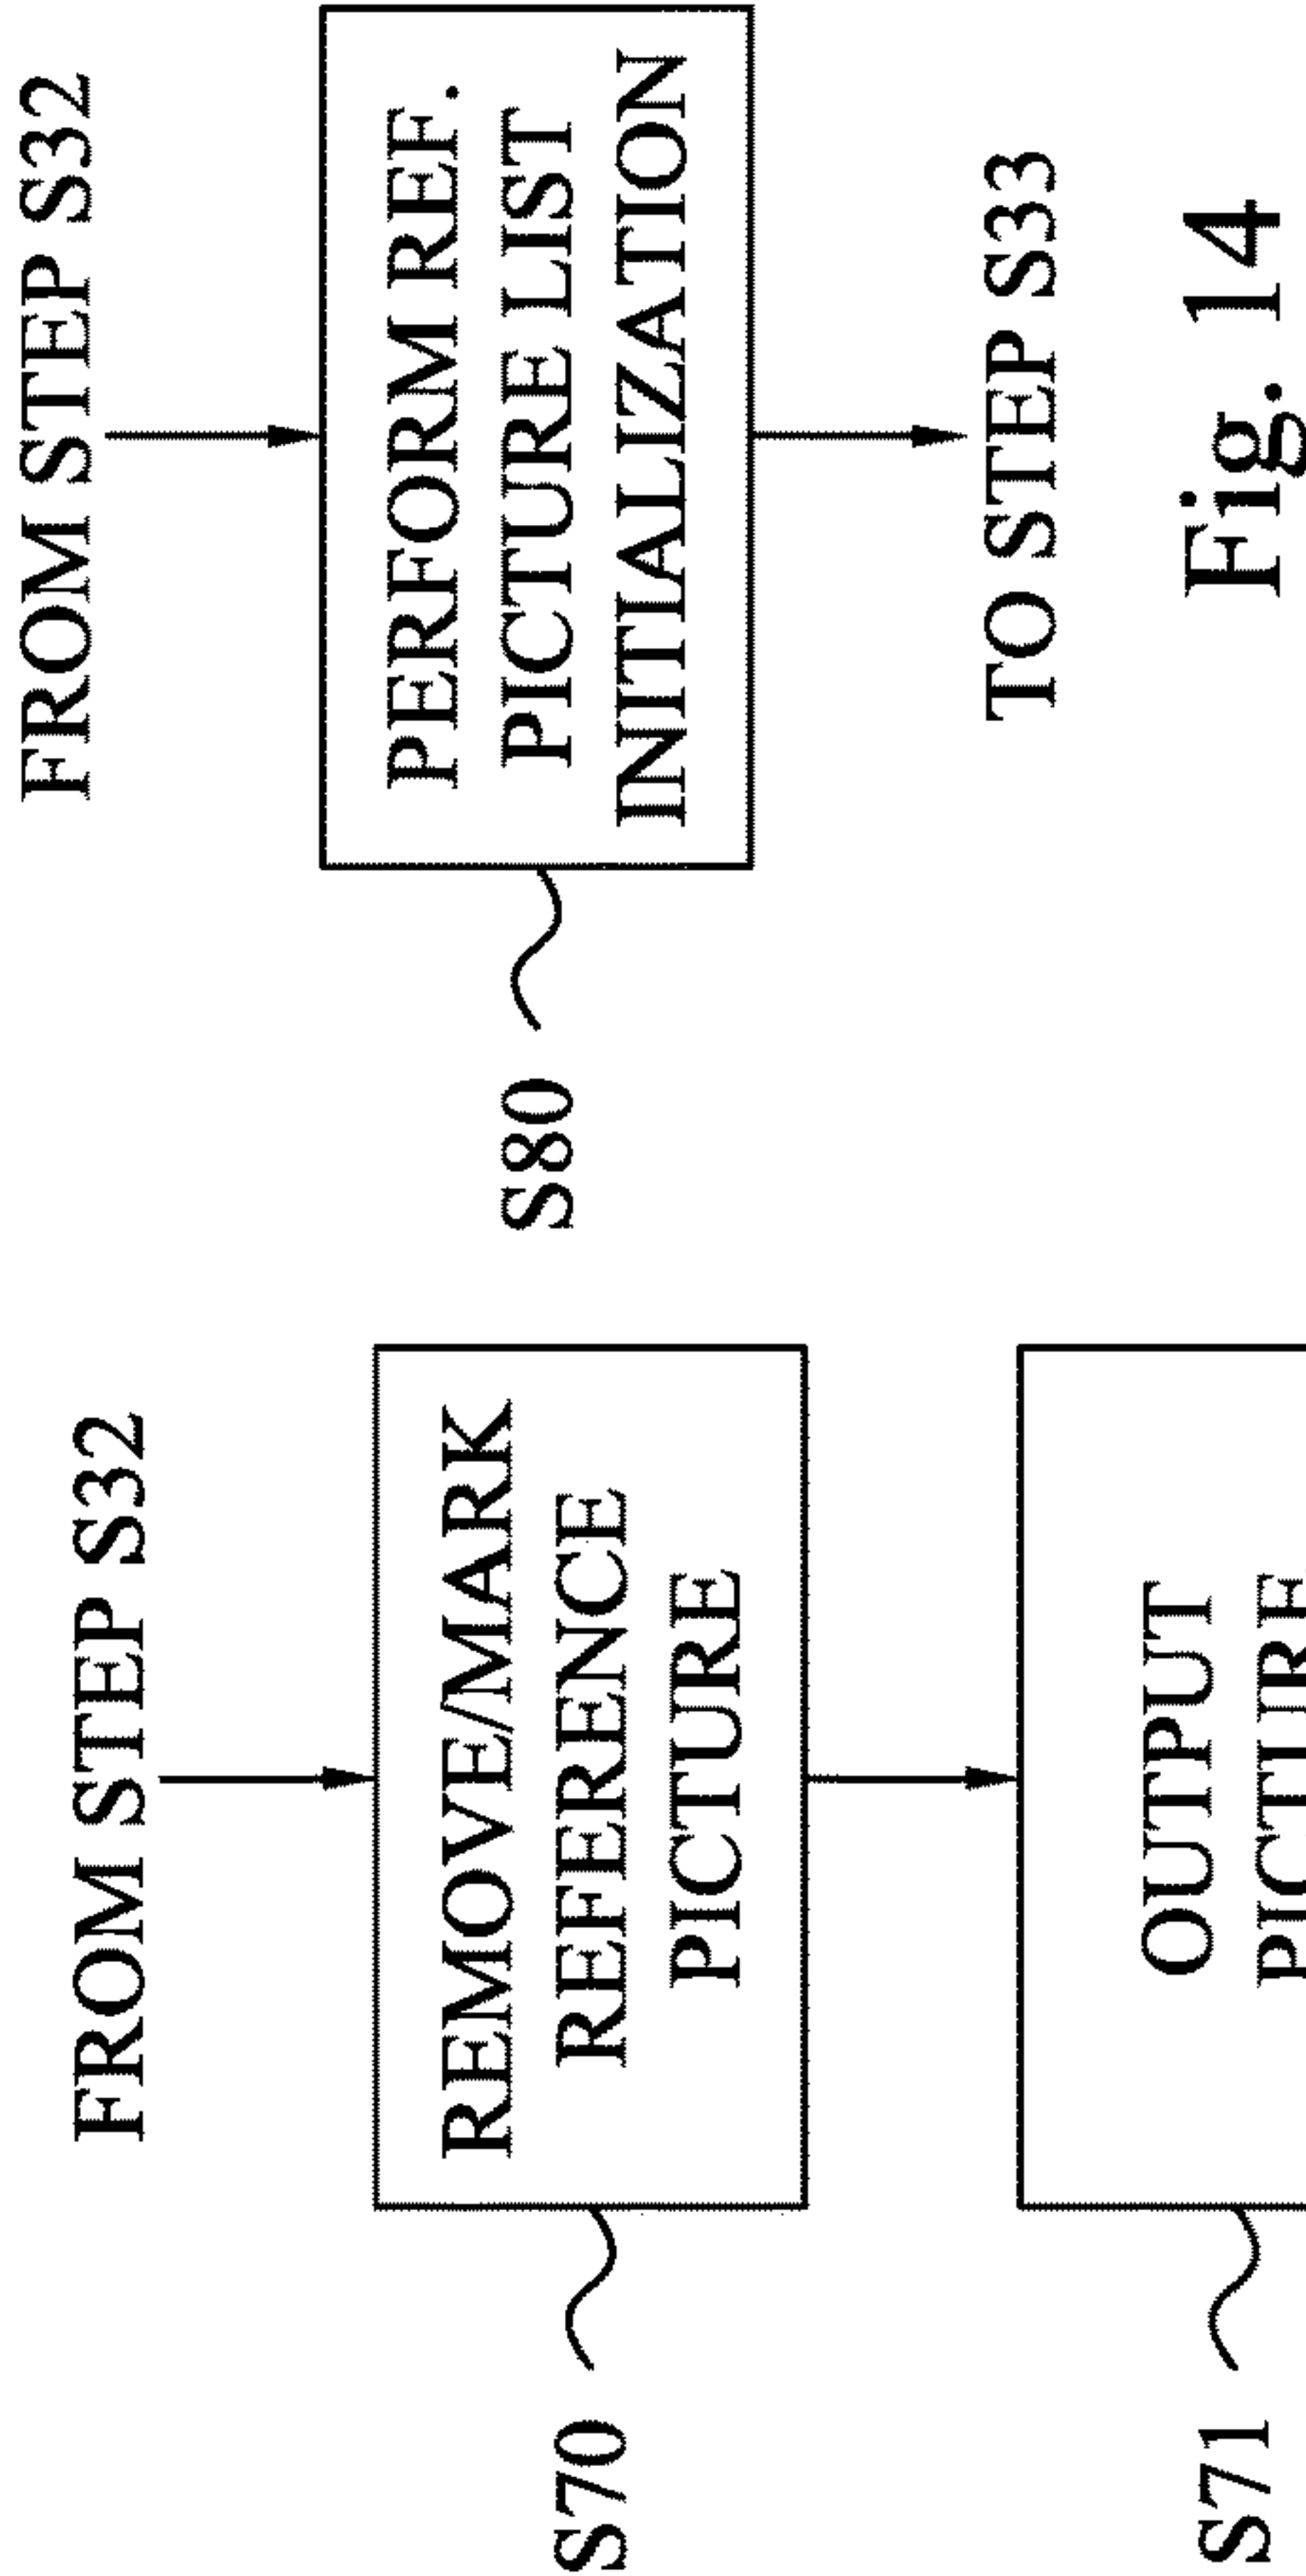 FROM STEP S32
S70
REMOVE/MARK
REFERENCE
PICTURE
S71
OUTPUT
PICTURE
FROM STEP S32
S80
PERFORM REF.
PICTURE LIST
INITIALIZATION
TO STEP S33
Fig. 14